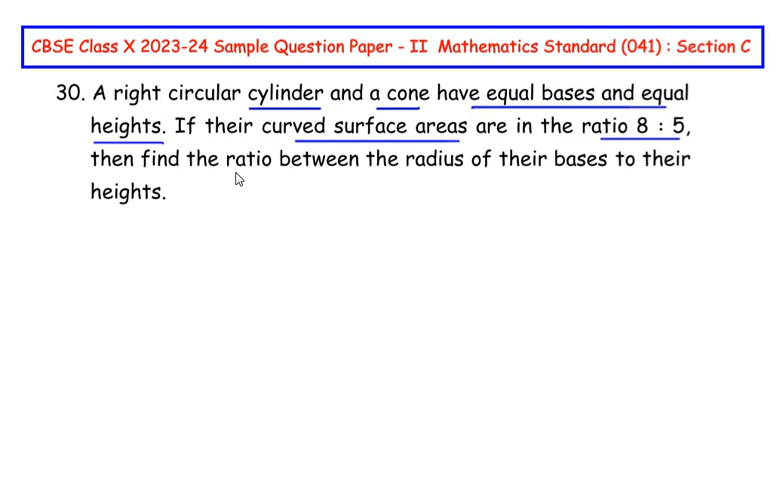 CBSE Class X 2023-24 Sample Question Paper - II Mathematics Standard (041) : Section C
30. A right circular cylinder and a cone have equal bases and equal
heights. If their curved surface areas are in the ratio 8 : 5,
then find the ratio between the radius of their bases to their
heights.